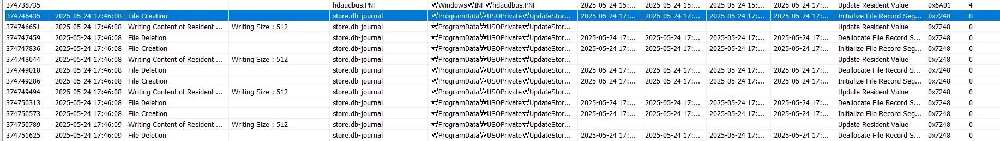 374738735 hdaudbus.PNF ₩Windows₩INF₩hdaudbus.PNF 2025-05-24 15:... 2025-05-24 15:... 2025-05-24 15:... 2025-05-24 15:... Update Resident Value 0x6A01 4
374746435 2025-05-24 17:46:08 File Creation store.db-journal ₩ProgramData₩USOPrivate₩UpdateStor... 2025-05-24 17:... 2025-05-24 17:... 2025-05-24 17:... 2025-05-24 17:... Initialize File Record Seg... 0x7248 0
374746651 2025-05-24 17:46:08 Writing Content of Resident ... Writing Size : 512 store.db-journal ₩ProgramData₩USOPrivate₩UpdateStor... Update Resident Value 0x7248 0
374747459 2025-05-24 17:46:08 File Deletion store.db-journal ₩ProgramData₩USOPrivate₩UpdateStor... 2025-05-24 17:... 2025-05-24 17:... 2025-05-24 17:... 2025-05-24 17:... Deallocate File Record S... 0x7248 0
374747836 2025-05-24 17:46:08 File Creation store.db-journal ₩ProgramData₩USOPrivate₩UpdateStor... 2025-05-24 17:... 2025-05-24 17:... 2025-05-24 17:... 2025-05-24 17:... Initialize File Record Seg... 0x7248 0
374748044 2025-05-24 17:46:08 Writing Content of Resident ... Writing Size : 512 store.db-journal ₩ProgramData₩USOPrivate₩UpdateStor... Update Resident Value 0x7248 0
374749018 2025-05-24 17:46:08 File Deletion store.db-journal ₩ProgramData₩USOPrivate₩UpdateStor... 2025-05-24 17:... 2025-05-24 17:... 2025-05-24 17:... 2025-05-24 17:... Deallocate File Record S... 0x7248 0
374749286 2025-05-24 17:46:08 File Creation store.db-journal ₩ProgramData₩USOPrivate₩UpdateStor... 2025-05-24 17:... 2025-05-24 17:... 2025-05-24 17:... 2025-05-24 17:... Initialize File Record Seg... 0x7248 0
374749494 2025-05-24 17:46:08 Writing Content of Resident ... Writing Size : 512 store.db-journal ₩ProgramData₩USOPrivate₩UpdateStor... Update Resident Value 0x7248 0
374750313 2025-05-24 17:46:08 File Deletion store.db-journal ₩ProgramData₩USOPrivate₩UpdateStor... 2025-05-24 17:... 2025-05-24 17:... 2025-05-24 17:... 2025-05-24 17:... Deallocate File Record S... 0x7248 0
374750573 2025-05-24 17:46:08 File Creation store.db-journal ₩ProgramData₩USOPrivate₩UpdateStor... 2025-05-24 17:... 2025-05-24 17:... 2025-05-24 17:... 2025-05-24 17:... Initialize File Record Seg... 0x7248 0
374750789 2025-05-24 17:46:09 Writing Content of Resident ... Writing Size : 512 store.db-journal ₩ProgramData₩USOPrivate₩UpdateStor... Update Resident Value 0x7248 0
374751625 2025-05-24 17:46:09 File Deletion store.db-journal ₩ProgramData₩USOPrivate₩UpdateStor... 2025-05-24 17:... 2025-05-24 17:... 2025-05-24 17:... 2025-05-24 17:... Deallocate File Record S... 0x7248 0